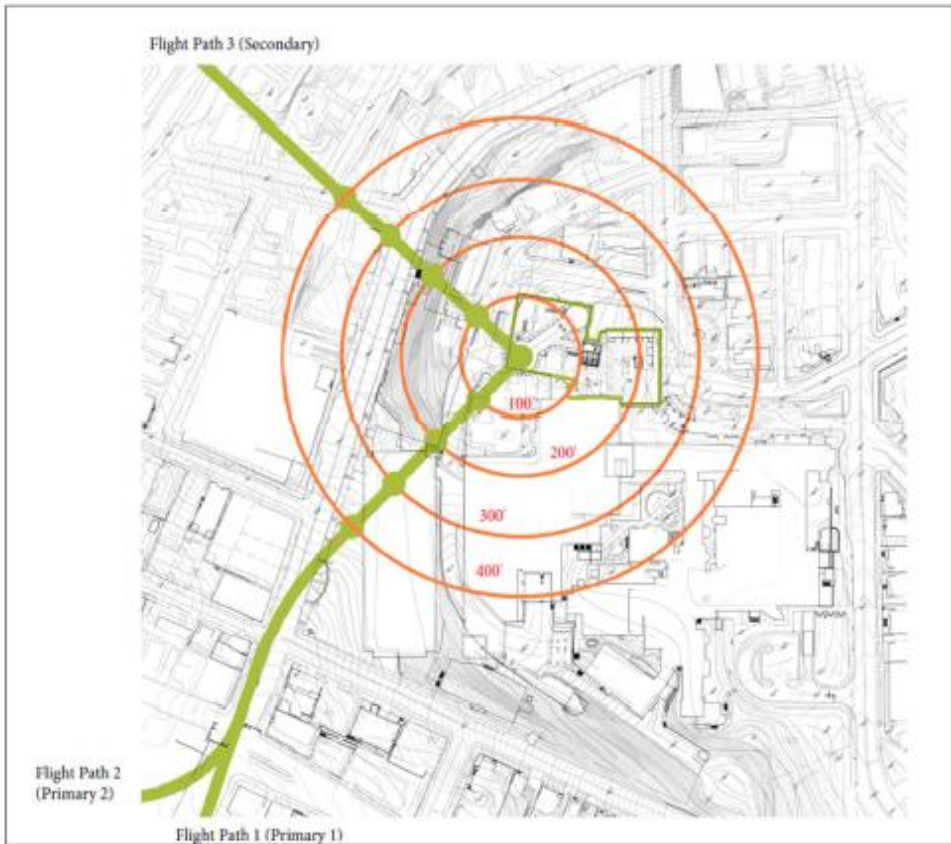 Flight Path 3 (Secondary)
100'
200'
300'
400'
Flight Path 2
(Primary 2)
Flight Path 1 (Primary 1)